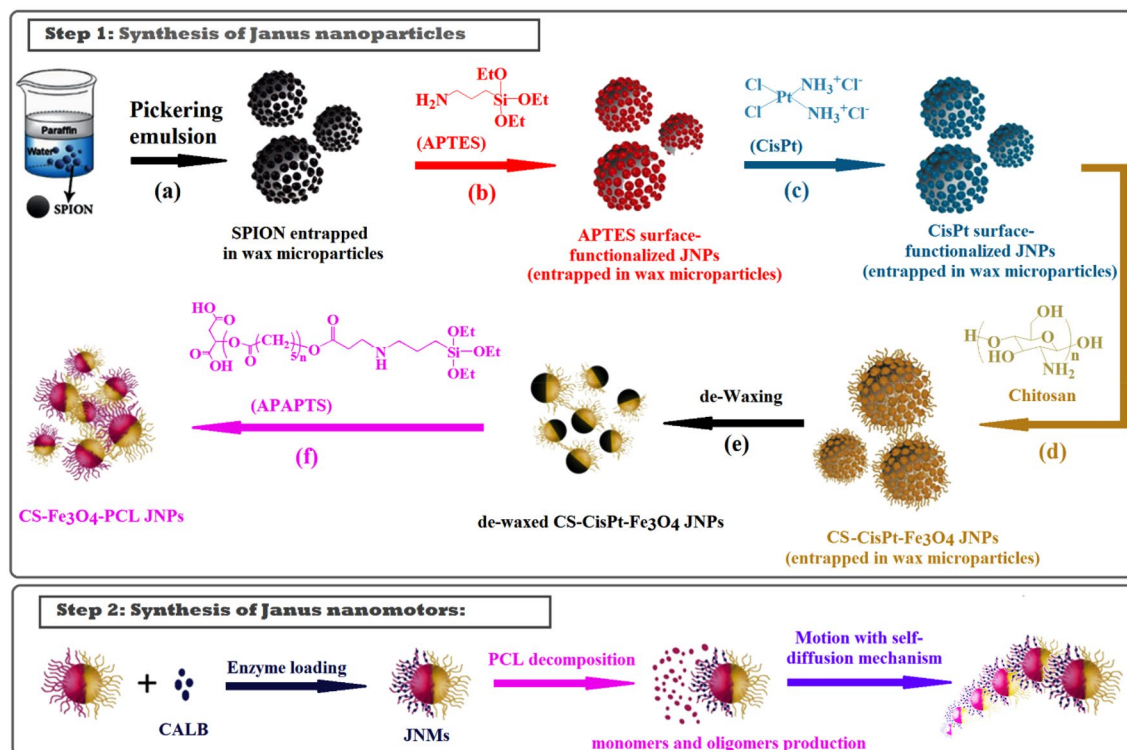 Step 1: Synthesis of Janus nanoparticles
Paraffin
Water
SPION
Pickering
emulsion
(a)
SPION entrapped
in wax microparticles
H₂N
EtO
Si
OEt
OEt
(APTES)
(b)
APTES surface-
functionalized JNPs
(entrapped in wax microparticles)
Cl
Cl
Pt
NH₃⁺Cl⁻
NH₃⁺Cl⁻
(CisPt)
(c)
CisPt surface-
functionalized JNPs
(entrapped in wax microparticles)
HO
OH
H
O
HO
O
NH₂
n
OH
Chitosan
(d)
CS-CisPt-Fe3O4 JNPs
(entrapped in wax microparticles)
de-Waxing
(e)
de-waxed CS-CisPt-Fe3O4 JNPs
HO
O
O
OH
O
O
(CH₂)
5
n
O
O
N
H
Si
OEt
OEt
OEt
(APAPTS)
(f)
CS-Fe3O4-PCL JNPs
Step 2: Synthesis of Janus nanomotors:
+
CALB
Enzyme loading
JNMs
PCL decomposition
monomers and oligomers production
Motion with self-
diffusion mechanism